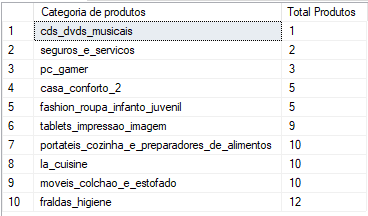 Categoria de produtos Total Produtos
1 cds_dvds_musicais 1
2 seguros_e_servicos 2
3 pc_gamer 3
4 casa_conforto_2 5
5 fashion_roupa_infanto_juvenil 5
6 tablets_impressao_imagem 9
7 portateis_cozinha_e_preparadores_de_alimentos 10
8 la_cuisine 10
9 moveis_colchao_e_estofado 10
10 fraldas_higiene 12